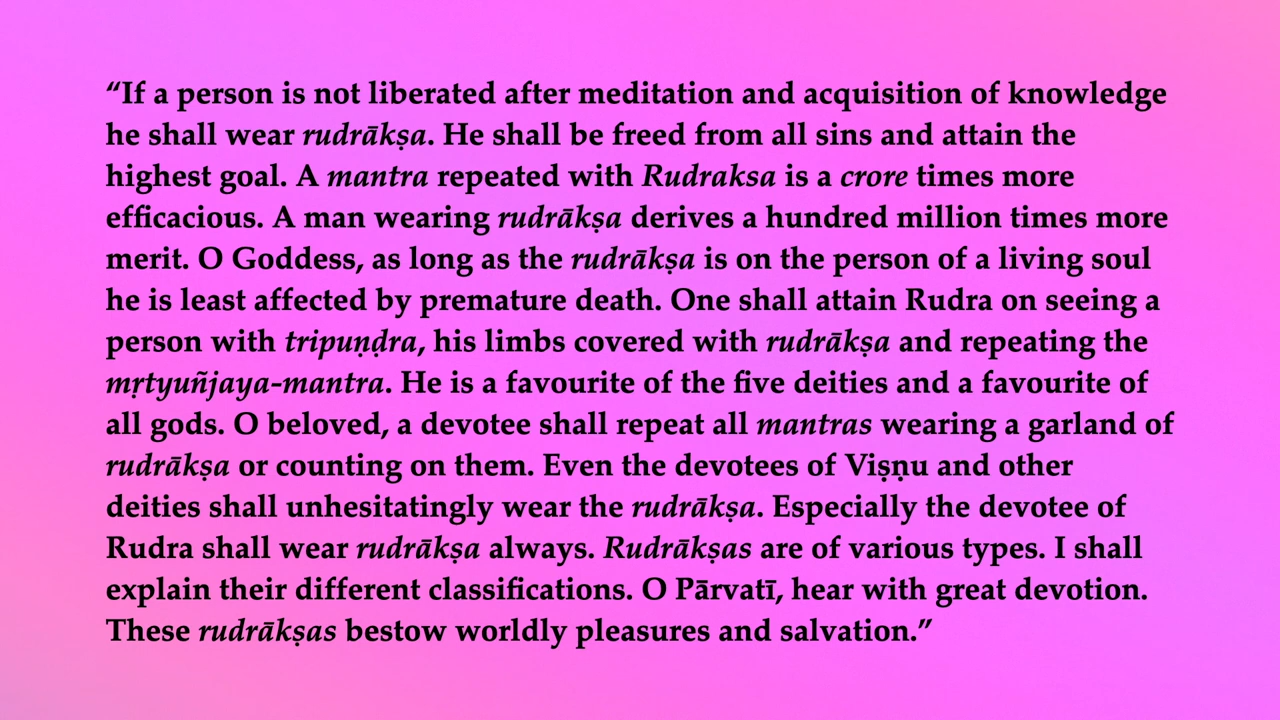 “If a person is not liberated after meditation and acquisition of knowledge
he shall wear rudrākṣa. He shall be freed from all sins and attain the
highest goal. A mantra repeated with Rudraksa is a crore times more
efficacious. A man wearing rudrākṣa derives a hundred million times more
merit. O Goddess, as long as the rudrākṣa is on the person of a living soul
he is least affected by premature death. One shall attain Rudra on seeing a
person with tripuṇḍra, his limbs covered with rudrākṣa and repeating the
mṛtyuñjaya-mantra. He is a favourite of the five deities and a favourite of
all gods. O beloved, a devotee shall repeat all mantras wearing a garland of
rudrākṣa or counting on them. Even the devotees of Viṣṇu and other
deities shall unhesitatingly wear the rudrākṣa. Especially the devotee of
Rudra shall wear rudrākṣa always. Rudrākṣas are of various types. I shall
explain their different classifications. O Pārvatī, hear with great devotion.
These rudrākṣas bestow worldly pleasures and salvation.”